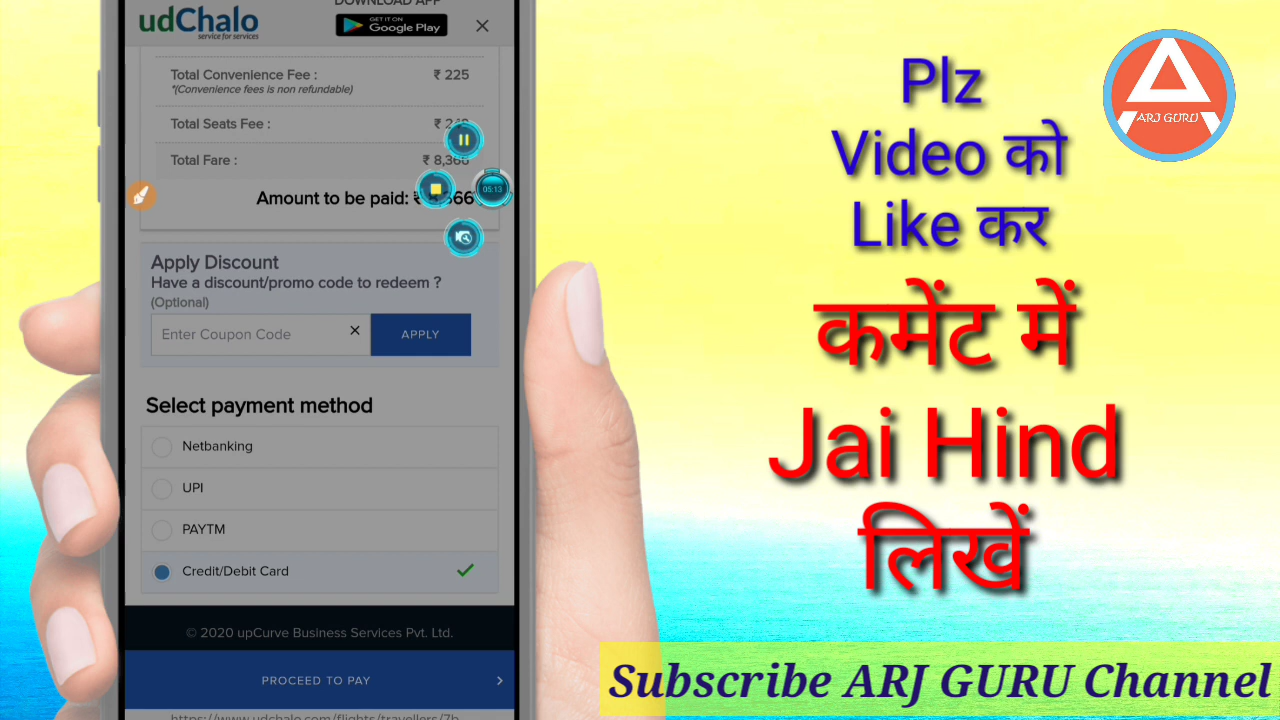 DOWNLOAD APP
udChalo
service for services
GET IT ON
Google Play
Total Convenience Fee :
₹ 225
*(Convenience fees is non refundable)
Total Seats Fee :
Total Fare :
₹ 8,366
05:13
Amount to be paid: ₹
Apply Discount
Have a discount/promo code to redeem ?
(Optional)
Enter Coupon Code
APPLY
Select payment method
Netbanking
UPI
PAYTM
Credit/Debit Card
© 2020 upCurve Business Services Pvt. Ltd.
PROCEED TO PAY
Plz
Video को
Like कर
कमेंट में
Jai Hind
लिखें
ARJ GURU
Subscribe ARJ GURU Channel